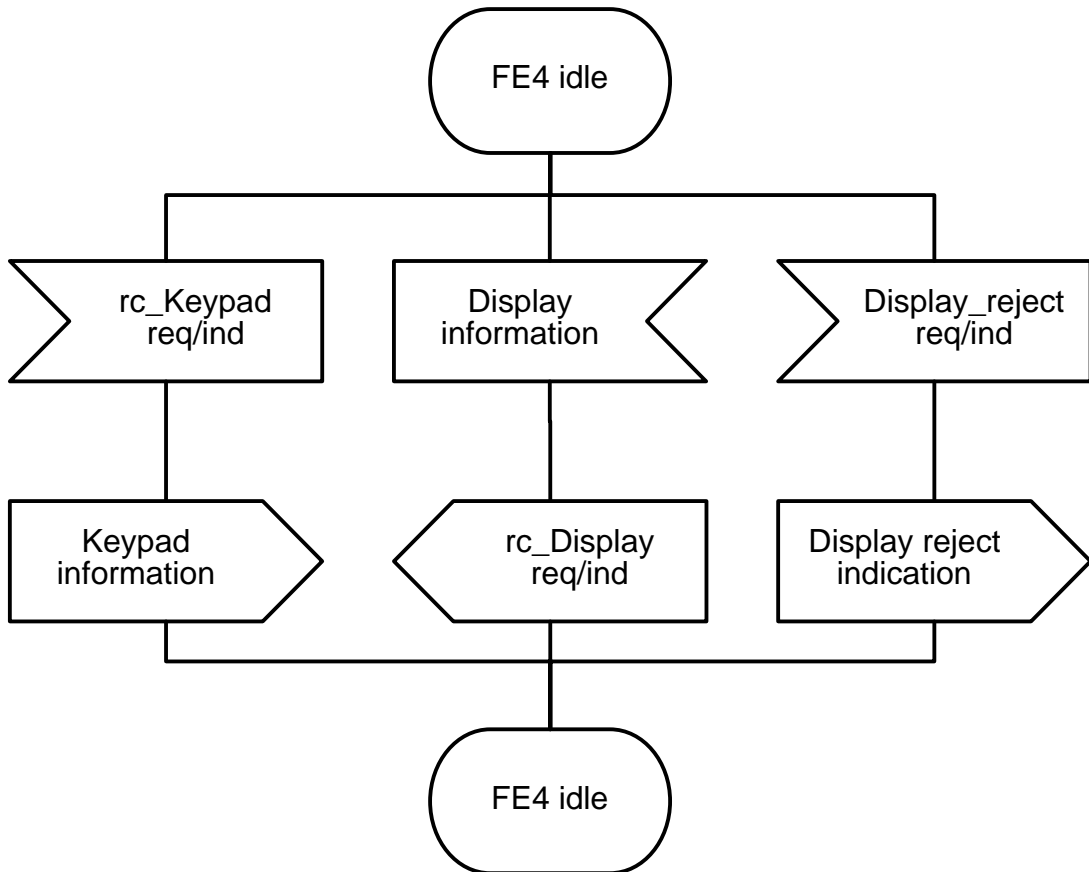 FE4 idle
rc_Keypad
req/ind
Display
information
Display_reject
req/ind
Keypad
information
rc_Display
req/ind
Display reject
indication
FE4 idle